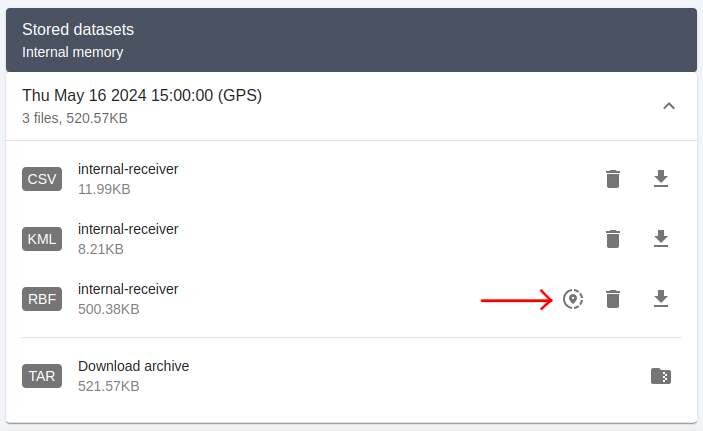 Stored datasets
Internal memory
Thu May 16 2024 15:00:00 (GPS)
3 files, 520.57KB
CSV
internal-receiver
11.99KB
KML
internal-receiver
8.21KB
RBF
internal-receiver
500.38KB
TAR
Download archive
521.57KB